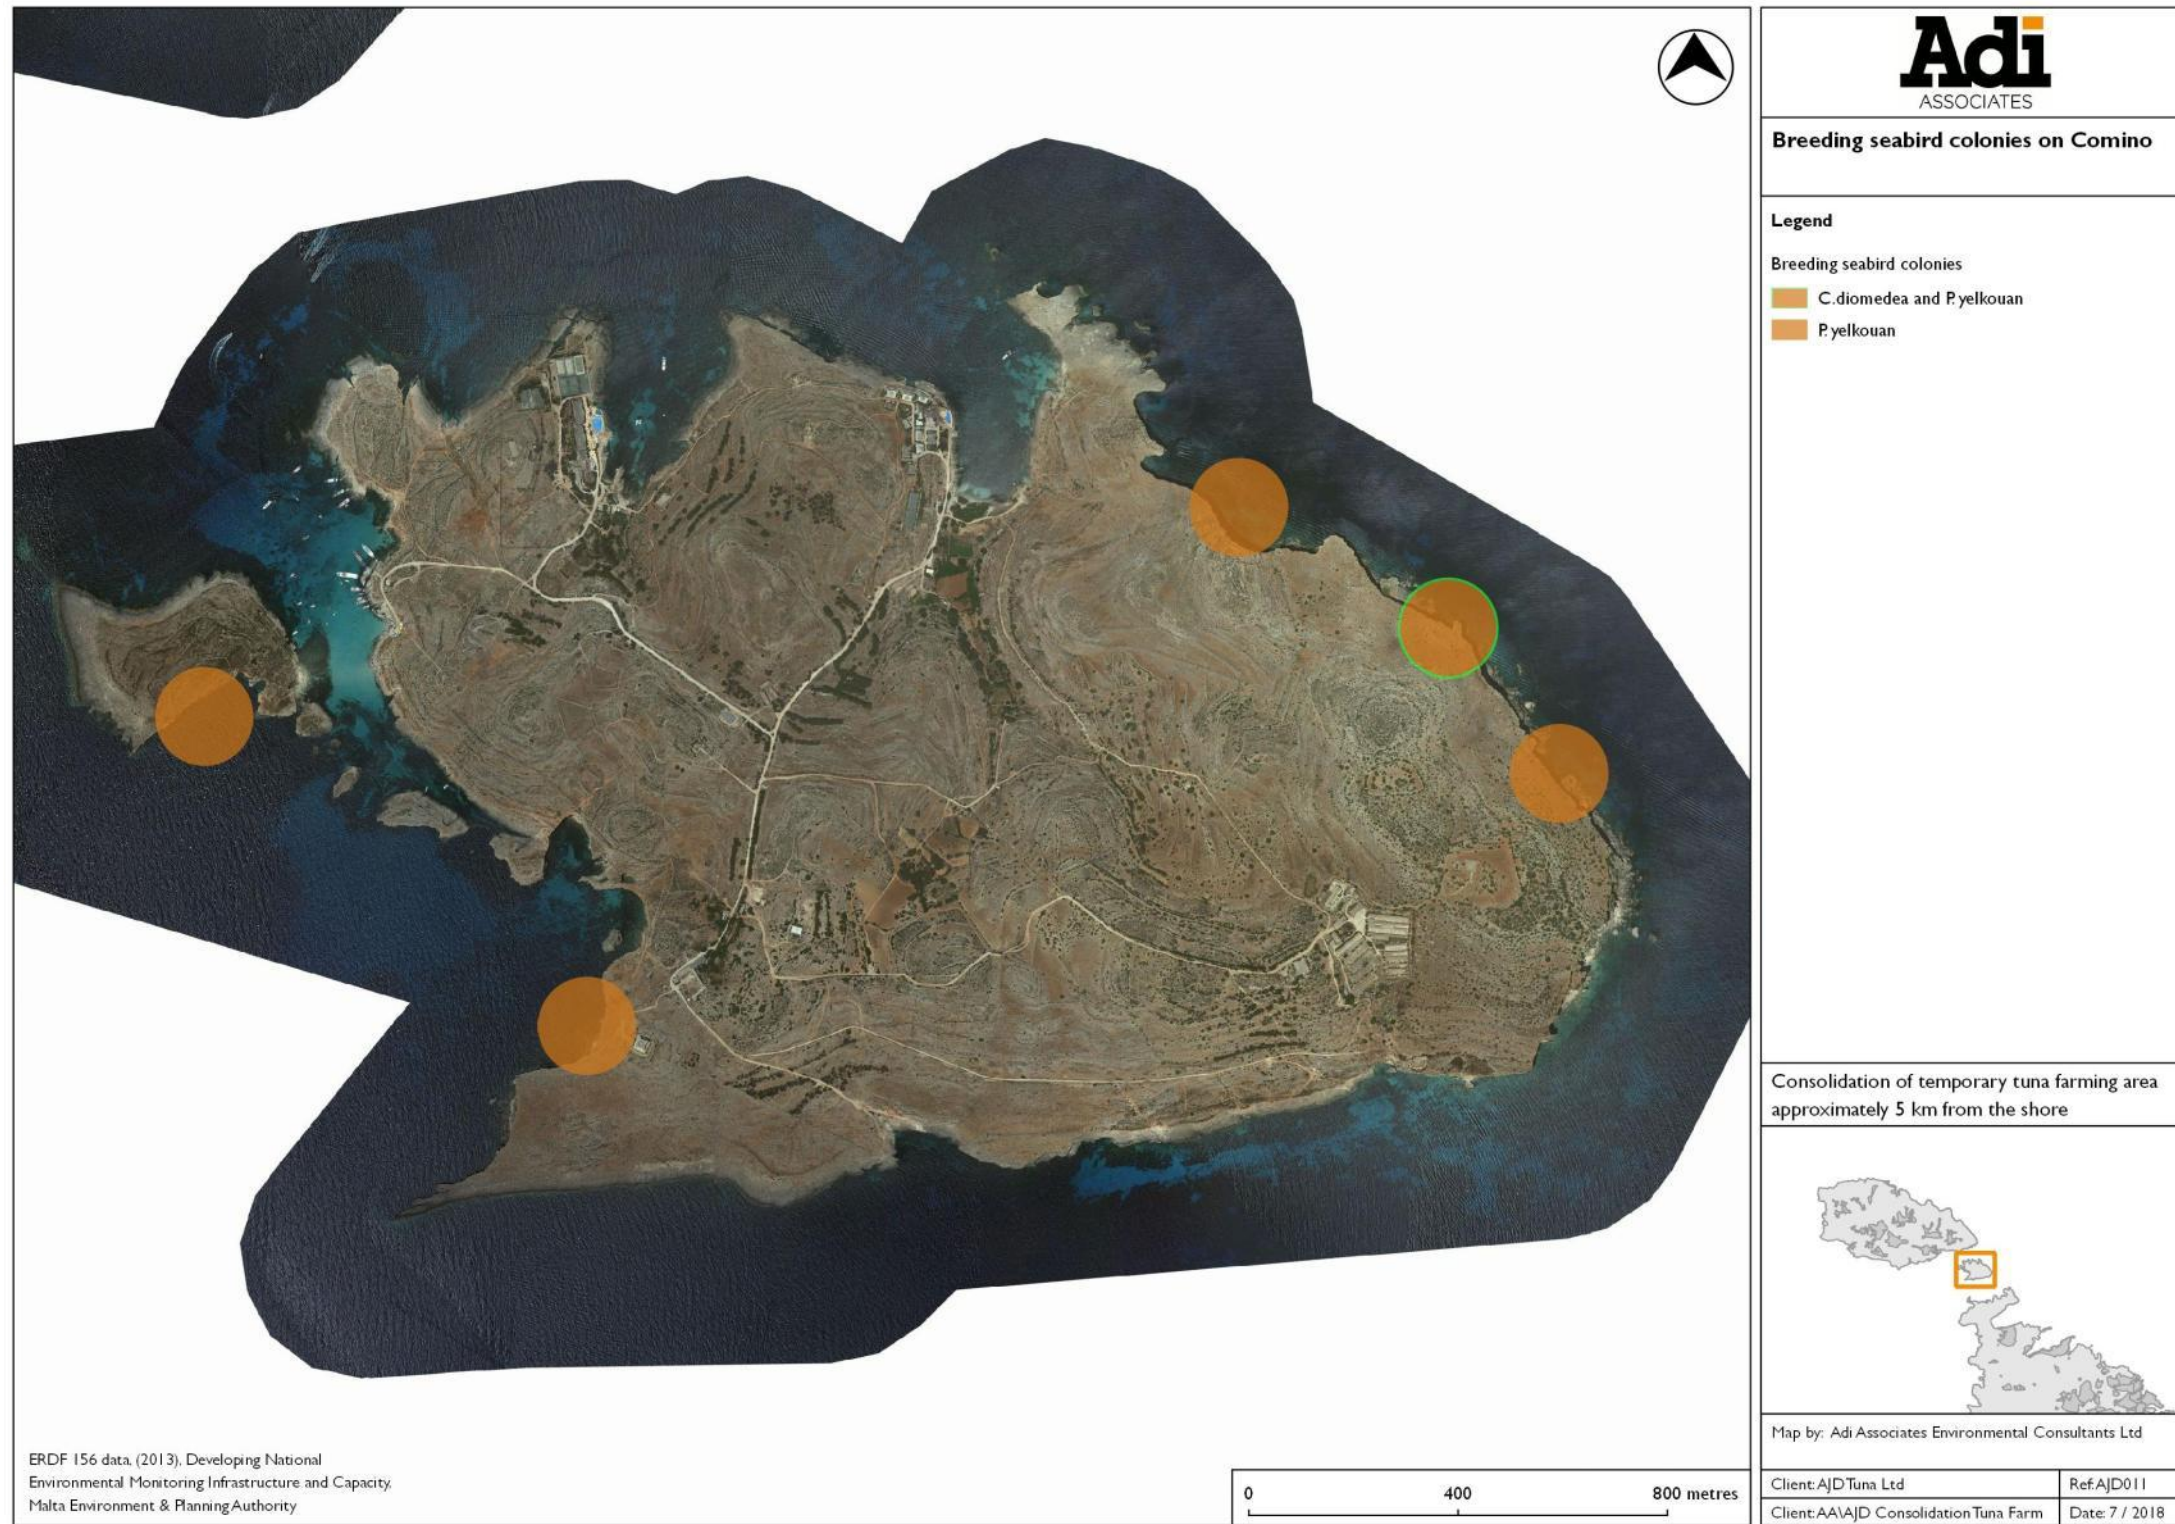 Adi
ASSOCIATES
Breeding seabird colonies on Comino
Legend
Breeding seabird colonies
C.diomedea and P.yelkouan
P.yelkouan
Consolidation of temporary tuna farming area
approximately 5 km from the shore
Map by: Adi Associates Environmental Consultants Ltd
Client:AJD Tuna Ltd
Ref:AJD011
Client:AA\AJD Consolidation Tuna Farm
Date: 7 / 2018
ERDF 156 data, (2013), Developing National
Environmental Monitoring Infrastructure and Capacity,
Malta Environment & Planning Authority
0 400 800 metres